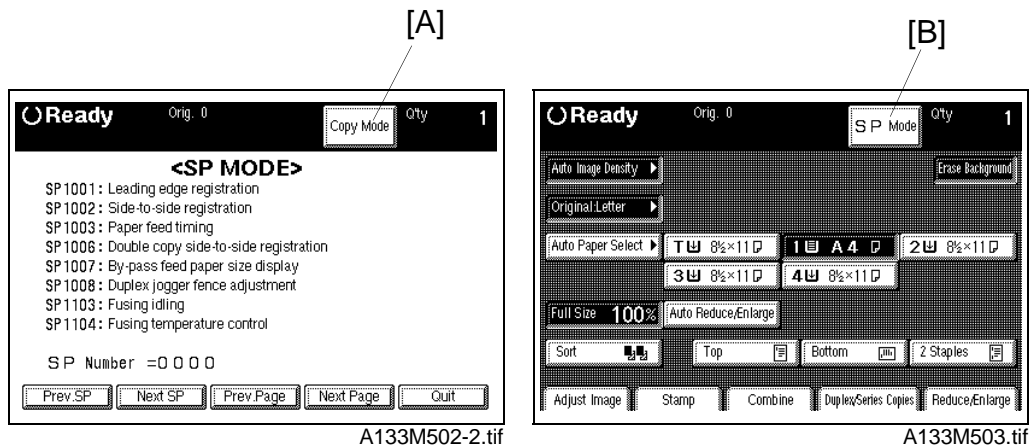 [A]
[B]
Ready Orig. 0 Copy Mode Q'ty 1
<SP MODE>
SP1001: Leading edge registration
SP1002: Side-to-side registration
SP1003: Paper feed timing
SP1006: Double copy side-to-side registration
SP1007: By-pass feed paper size display
SP1008: Duplex jogger fence adjustment
SP1103: Fusing idling
SP1104: Fusing temperature control
SP Number =0000
Prev.SP Next SP Prev.Page Next Page Quit
A133M502-2.tif
Ready Orig. 0 SP Mode Q'ty 1
Auto Image Density Erase Background
Original:Letter
Auto Paper Select T 8½×11 1 A4 2 8½×11
3 8½×11 4 8½×11
Full Size 100% Auto Reduce/Enlarge
Sort Top Bottom 2 Staples
Adjust Image Stamp Combine Duplex/Series Copies Reduce/Enlarge
A133M503.tif